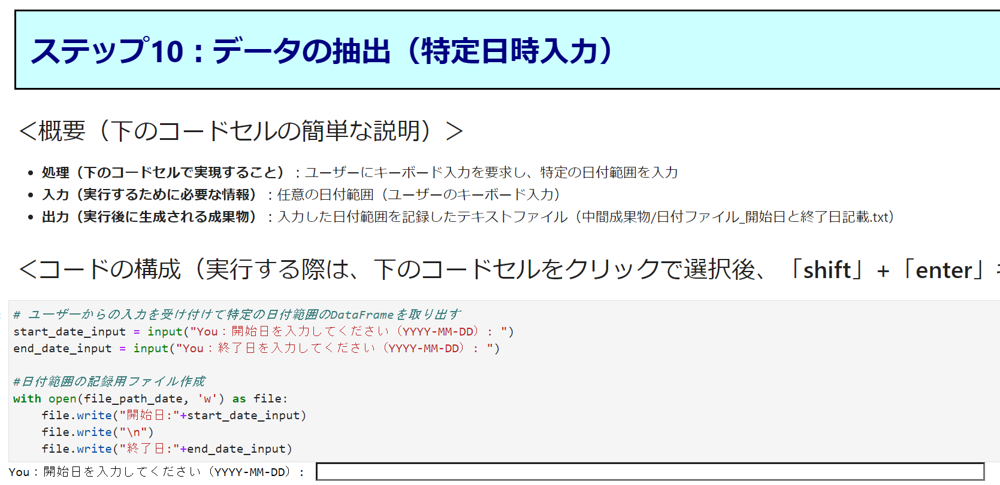 ステップ10：データの抽出（特定日時入力）
＜概要（下のコードセルの簡単な説明）＞
• 処理（下のコードセルで実現すること）：ユーザーにキーボード入力を要求し、特定の日付範囲を入力
• 入力（実行するために必要な情報）：任意の日付範囲（ユーザーのキーボード入力）
• 出力（実行後に生成される成果物）：入力した日付範囲を記録したテキストファイル（中間成果物/日付ファイル_開始日と終了日記載.txt）
＜コードの構成（実行する際は、下のコードセルをクリックで選択後、「shift」+「enter」
# ユーザーからの入力を受け付けて特定の日付範囲のDataFrameを取り出す
start_date_input = input("You：開始日を入力してください（YYYY-MM-DD）: ")
end_date_input = input("You：終了日を入力してください（YYYY-MM-DD）: ")
#日付範囲の記録用ファイル作成
with open(file_path_date, 'w') as file:
    file.write("開始日:"+start_date_input)
    file.write("\n")
    file.write("終了日:"+end_date_input)
You：開始日を入力してください（YYYY-MM-DD）: